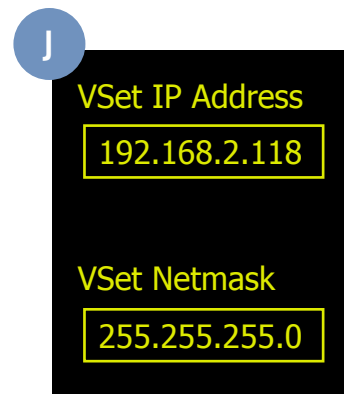 J
VSet IP Address
192.168.2.118
VSet Netmask
255.255.255.0